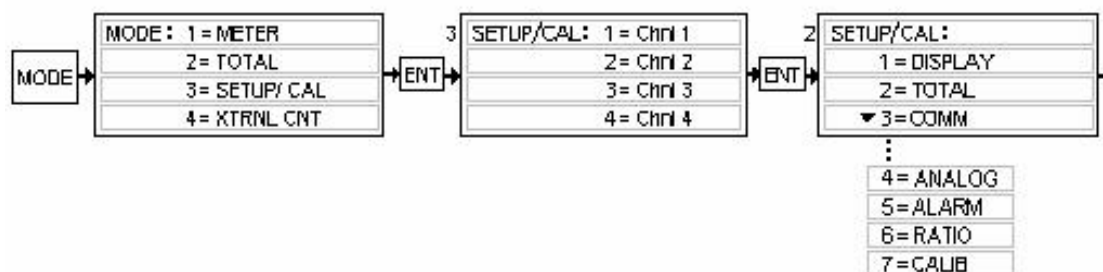 MODE
MODE: 1 = METER
2 = TOTAL
3 = SETUP/ CAL
4 = XTRNL CNT
ENT
3
SETUP/CAL: 1 = Chnl 1
2 = Chnl 2
3 = Chnl 3
4 = Chnl 4
ENT
2
SETUP/CAL:
1 = DISPLAY
2 = TOTAL
▼ 3 = COMM
4 = ANALOG
5 = ALARM
6 = RATIO
7 = CALIB